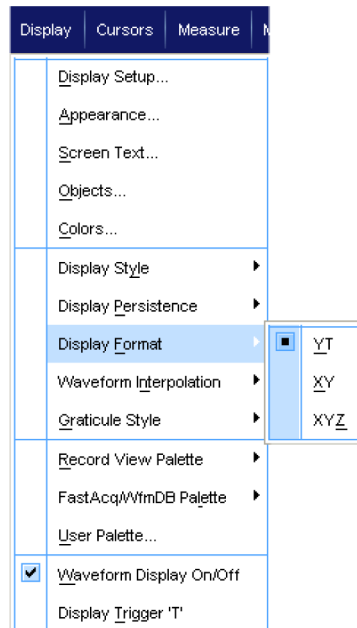 Display Cursors Measure
Display Setup...
Appearance...
Screen Text...
Objects...
Colors...
Display Style
Display Persistence
Display Format
YT
Waveform Interpolation
XY
Graticule Style
XYZ
Record View Palette
FastAcq/WfmDB Palette
User Palette...
Waveform Display On/Off
Display Trigger 'T'